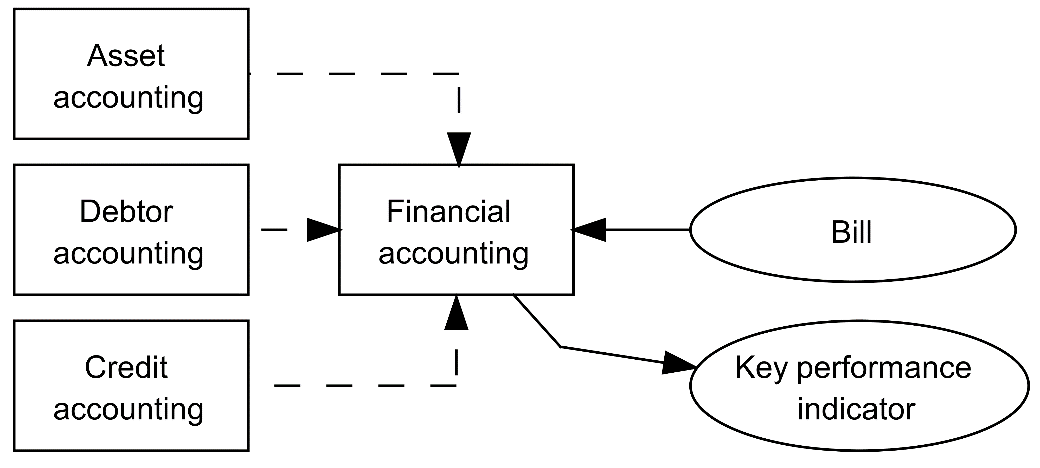 Asset
accounting
Debtor
accounting
Financial
accounting
Bill
Credit
accounting
Key performance
indicator